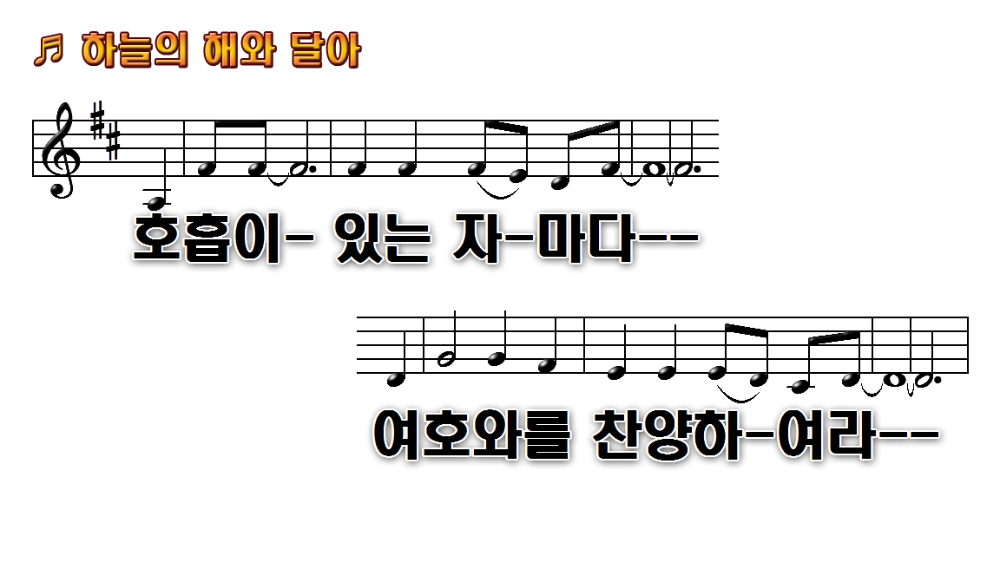 ♬ 하늘의 해와 달아
호흡이- 있는 자-마다--
여호와를 찬양하-여라--